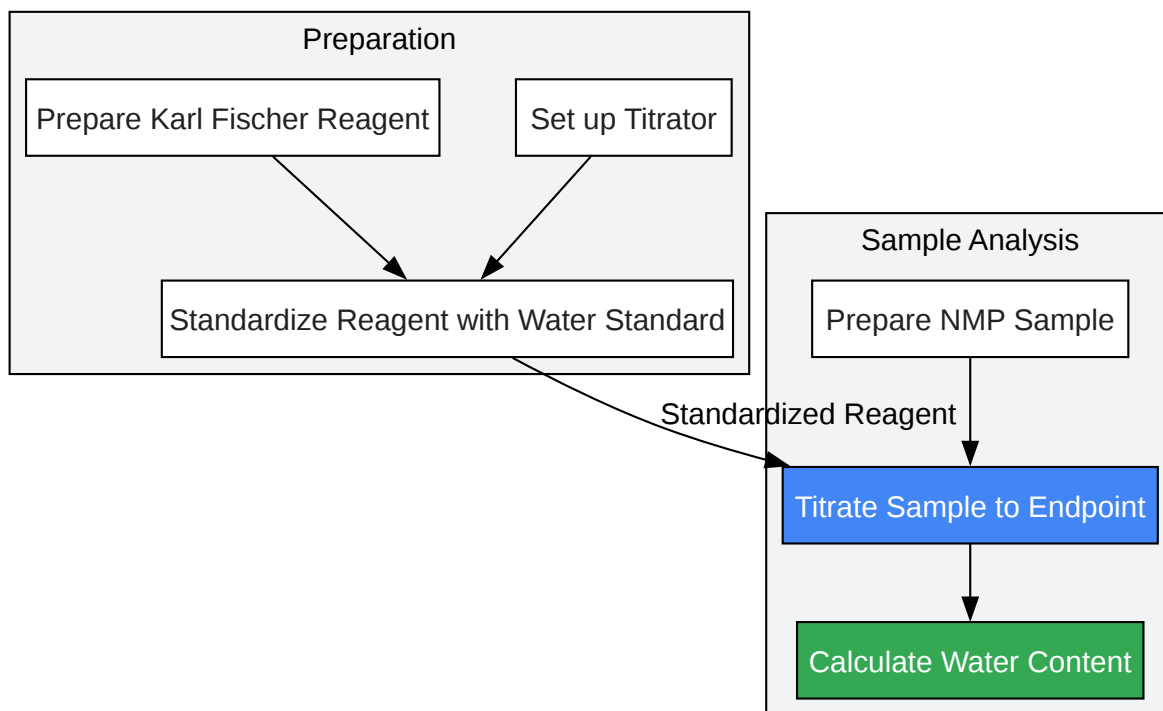 Preparation
Prepare Karl Fischer Reagent
Set up Titrator
Standardize Reagent with Water Standard
Sample Analysis
Prepare NMP Sample
Standardized Reagent
Titrate Sample to Endpoint
Calculate Water Content